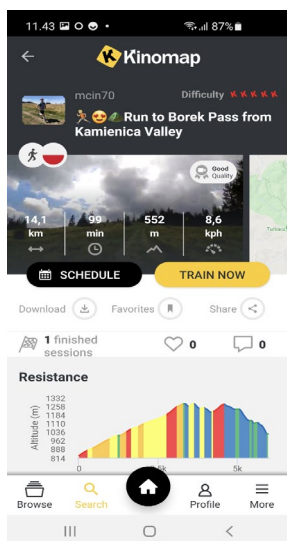 11.43 87%
Kinomap
mcin70 Difficulty
Run to Borek Pass from
Kamienica Valley
Good
Quality
14,1 99 552 8,6
km min m kph
SCHEDULE TRAIN NOW
Download Favorites Share
1 finished
sessions
0 0
Resistance
Altitude (m)
1332
1258
1184
1110
1036
962
888
814
0 5k
Browse Search Profile More